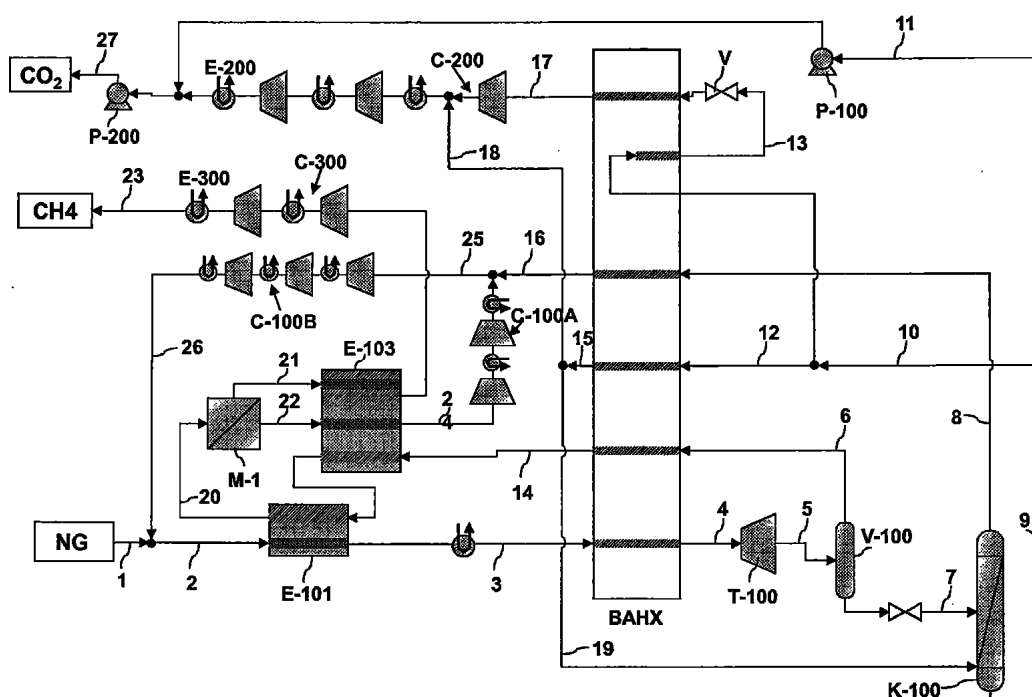 27
CO2
E-200
C-200
17
V
11
P-200
P-100
18
13
23
E-300
C-300
CH4
25
16
C-100B
C-100A
26
21
E-103
15
12
10
22
2
4
6
8
M-1
14
20
NG
4
5
V-100
9
1
2
3
7
E-101
T-100
BAHX
19
K-100